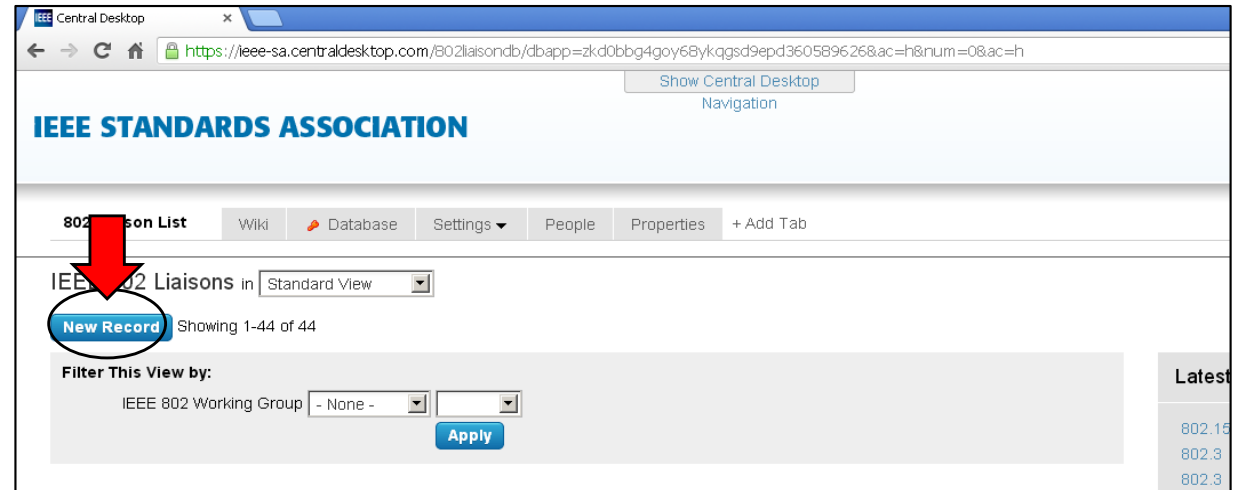 IEEE Central Desktop ×
https://ieee-sa.centraldesktop.com/802liaisondb/dbapp=zkd0bbg4goy68ykqgsd9epd360589626&ac=h&num=0&ac=h
Show Central Desktop
Navigation
IEEE STANDARDS ASSOCIATION
802 son List Wiki Database Settings People Properties + Add Tab
IEE 02 Liaisons in Standard View
New Record Showing 1-44 of 44
Filter This View by:
IEEE 802 Working Group - None -
Apply
Latest
802.15
802.3
802.3